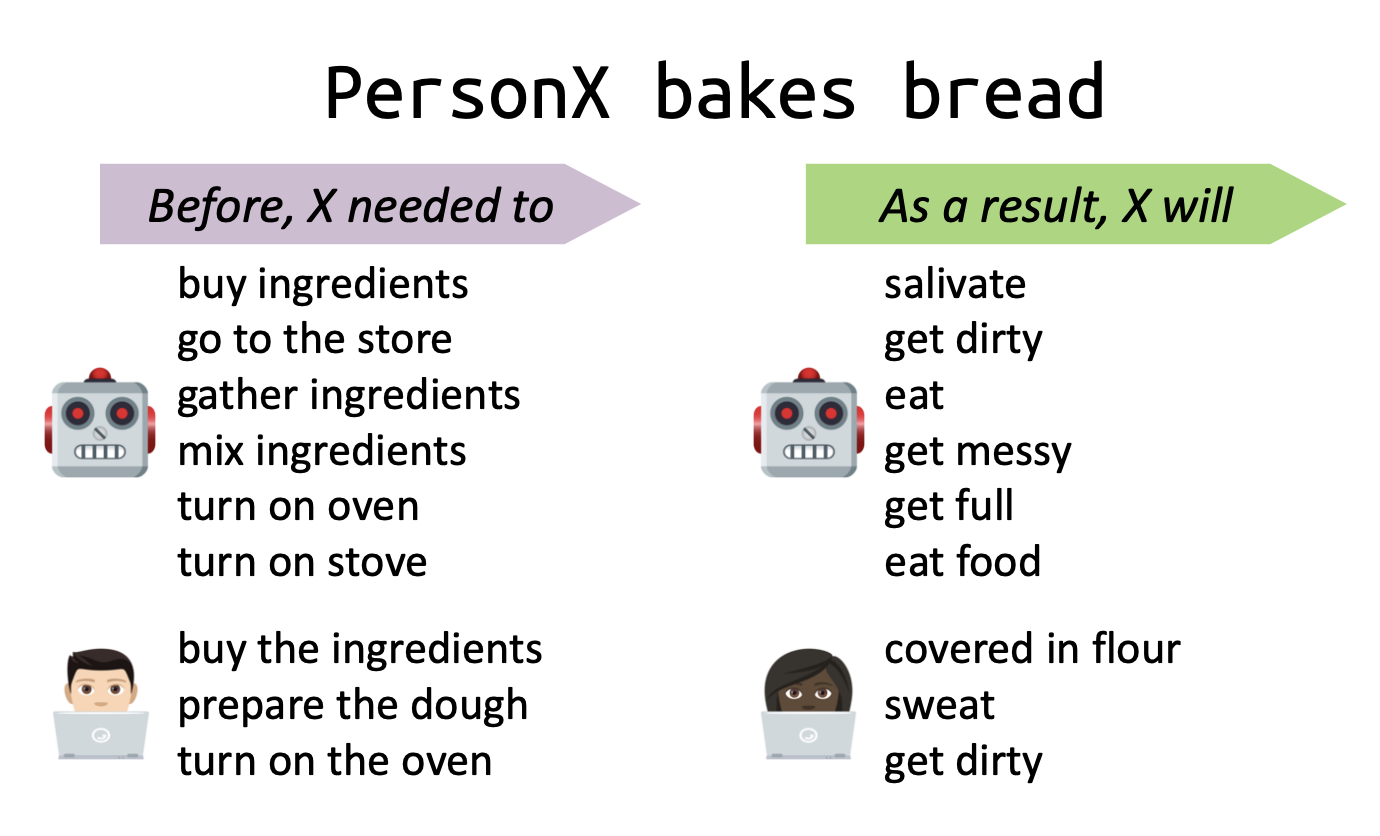 PersonX bakes bread
Before, X needed to
buy ingredients
go to the store
gather ingredients
mix ingredients
turn on oven
turn on stove
buy the ingredients
prepare the dough
turn on the oven
As a result, X will
salivate
get dirty
eat
get messy
get full
eat food
covered in flour
sweat
get dirty